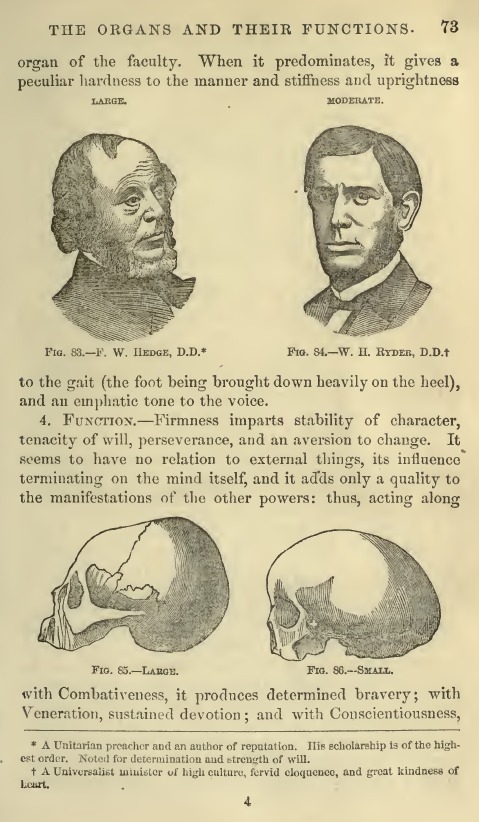 THE ORGANS AND THEIR FUNCTIONS. 73
organ of the faculty. When it predominates, it gives a
peculiar hardness to the manner and stiffness and uprightness
LARGE.
MODERATE.
FIG. 83.—F. W. HEDGE, D.D.*
FIG. 84.—W. H. RYDER, D.D.†
to the gait (the foot being brought down heavily on the heel),
and an emphatic tone to the voice.
4. FUNCTION.—Firmness imparts stability of character,
tenacity of will, perseverance, and an aversion to change. It
seems to have no relation to external things, its influence
terminating on the mind itself, and it adds only a quality to
the manifestations of the other powers: thus, acting along
FIG. 85.—LARGE.
FIG. 86.—SMALL.
with Combativeness, it produces determined bravery; with
Veneration, sustained devotion; and with Conscientiousness,
* A Unitarian preacher and an author of reputation. His scholarship is of the high-
est order. Noted for determination and strength of will.
† A Universalist minister of high culture, fervid eloquence, and great kindness of
heart.
4